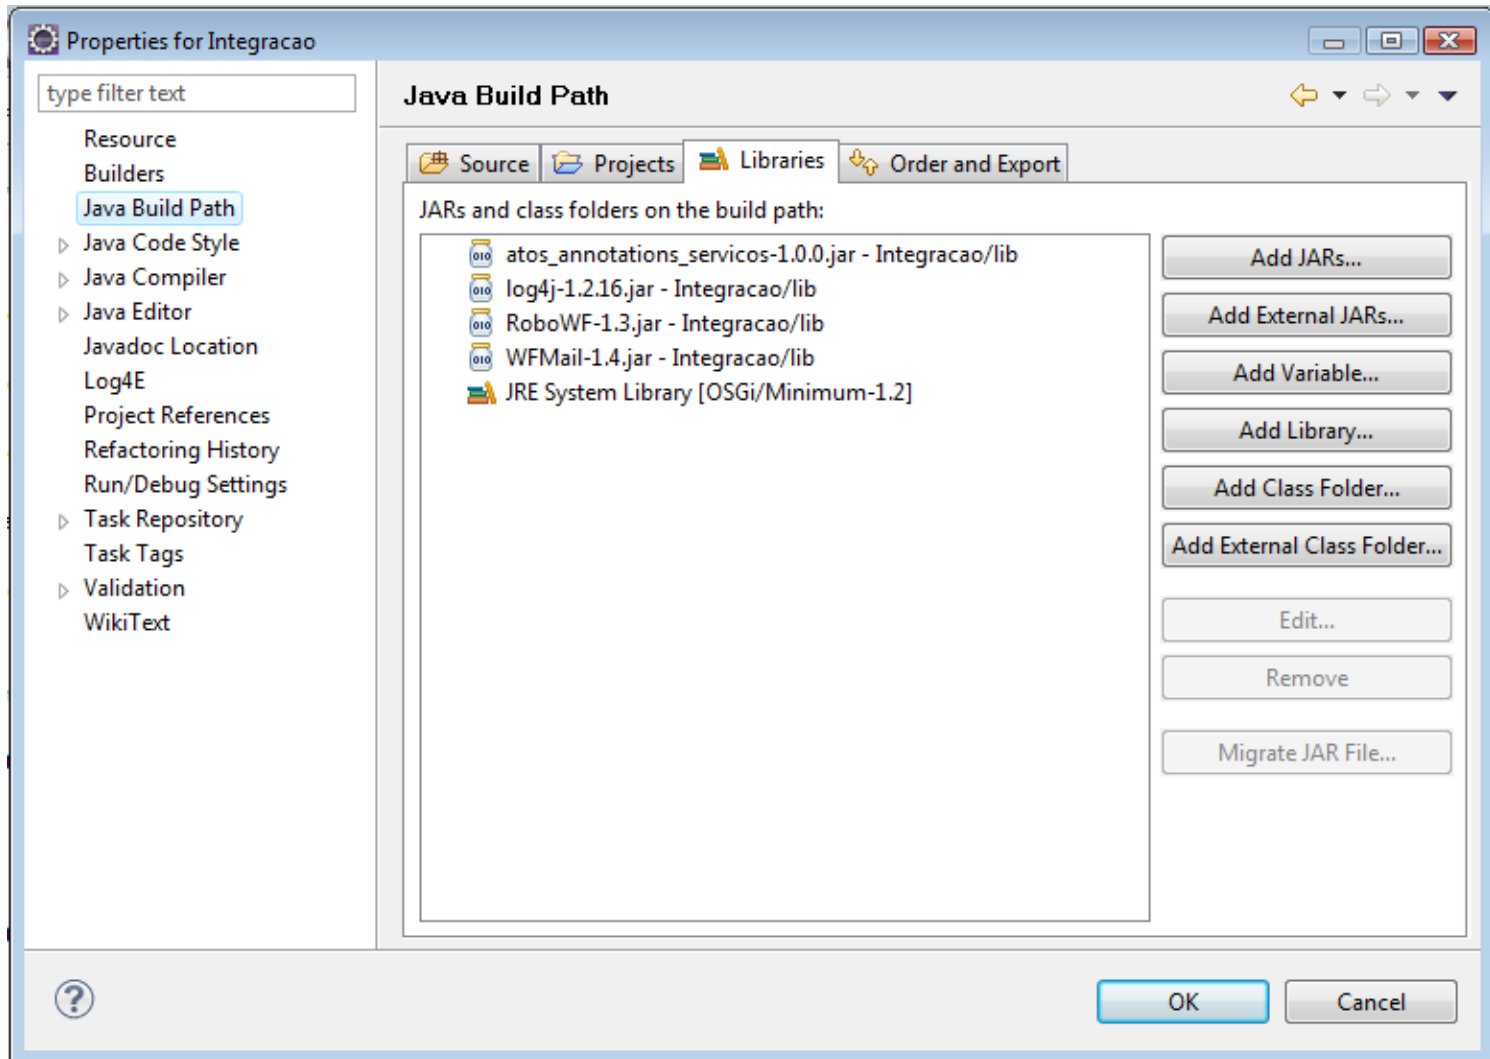 Properties for Integracao
type filter text
Resource
Builders
Java Build Path
Java Code Style
Java Compiler
Java Editor
Javadoc Location
Log4E
Project References
Refactoring History
Run/Debug Settings
Task Repository
Task Tags
Validation
WikiText
Java Build Path
Source
Projects
Libraries
Order and Export
JARs and class folders on the build path:
atos_annotations_servicos-1.0.0.jar - Integracao/lib
log4j-1.2.16.jar - Integracao/lib
RoboWF-1.3.jar - Integracao/lib
WFMail-1.4.jar - Integracao/lib
JRE System Library [OSGi/Minimum-1.2]
Add JARs...
Add External JARs...
Add Variable...
Add Library...
Add Class Folder...
Add External Class Folder...
Edit...
Remove
Migrate JAR File...
OK
Cancel